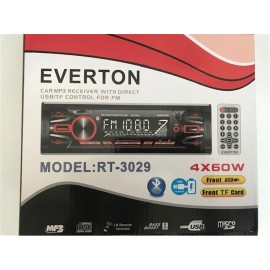 EVERTON
CAR MP3 RECEIVER WITH DIRECT
USB/TF CONTROL FOR FM
FM 108.0
MODEL:RT-3029
4X60W
Front
Front TF Card
EVERTON
MP3
USB
micro